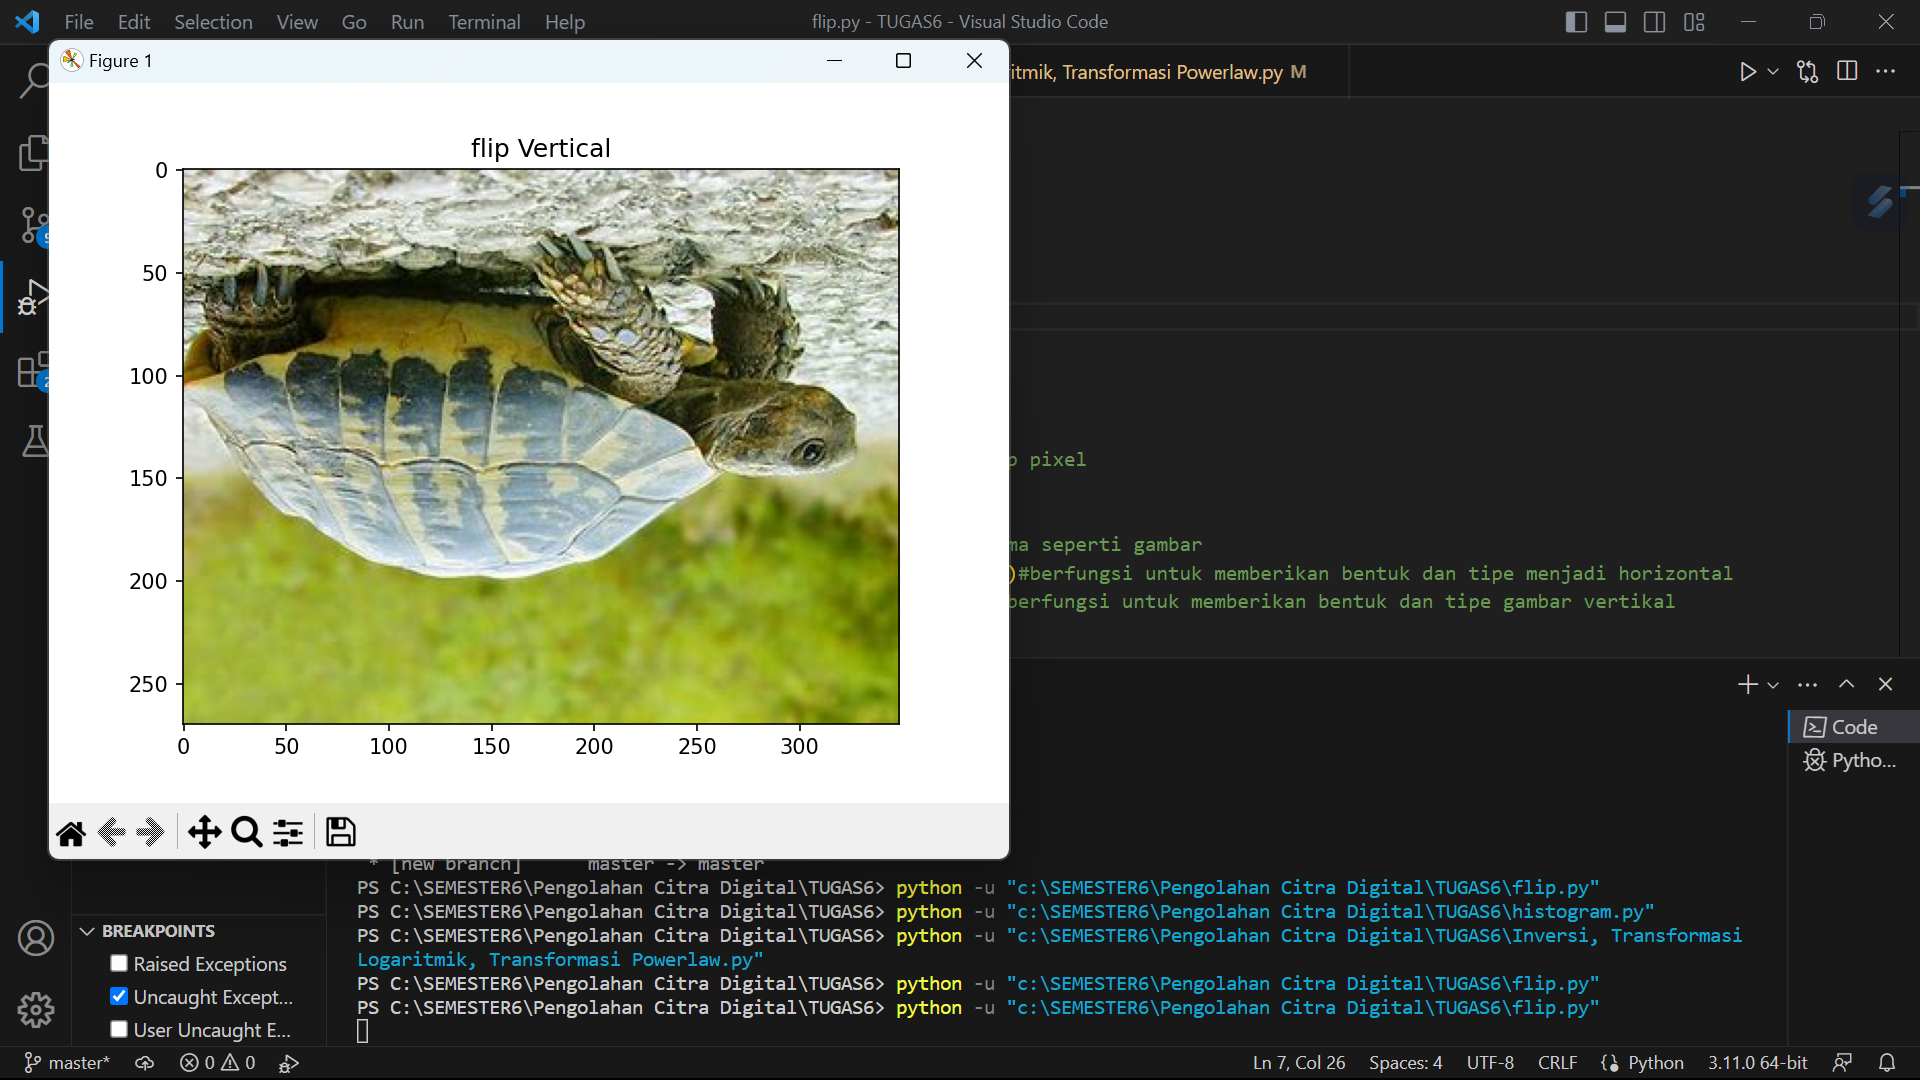 File Edit Selection View Go Run Terminal Help
flip.py - TUGAS6 - Visual Studio Code
Figure 1
itmik, Transformasi Powerlaw.py M
flip Vertical
0
50
100
150
200
250
0 50 100 150 200 250 300
p pixel
ma seperti gambar
)#berfungsi untuk memberikan bentuk dan tipe menjadi horizontal
berfungsi untuk memberikan bentuk dan tipe gambar vertikal
Code
Pytho...
* [new branch] master -> master
PS C:\SEMESTER6\Pengolahan Citra Digital\TUGAS6> python -u "c:\SEMESTER6\Pengolahan Citra Digital\TUGAS6\flip.py"
PS C:\SEMESTER6\Pengolahan Citra Digital\TUGAS6> python -u "c:\SEMESTER6\Pengolahan Citra Digital\TUGAS6\histogram.py"
PS C:\SEMESTER6\Pengolahan Citra Digital\TUGAS6> python -u "c:\SEMESTER6\Pengolahan Citra Digital\TUGAS6\Inversi, Transformasi
Logaritmik, Transformasi Powerlaw.py"
PS C:\SEMESTER6\Pengolahan Citra Digital\TUGAS6> python -u "c:\SEMESTER6\Pengolahan Citra Digital\TUGAS6\flip.py"
PS C:\SEMESTER6\Pengolahan Citra Digital\TUGAS6> python -u "c:\SEMESTER6\Pengolahan Citra Digital\TUGAS6\flip.py"
BREAKPOINTS
Raised Exceptions
Uncaught Except...
User Uncaught E...
master* 0 0
Ln 7, Col 26 Spaces: 4 UTF-8 CRLF Python 3.11.0 64-bit